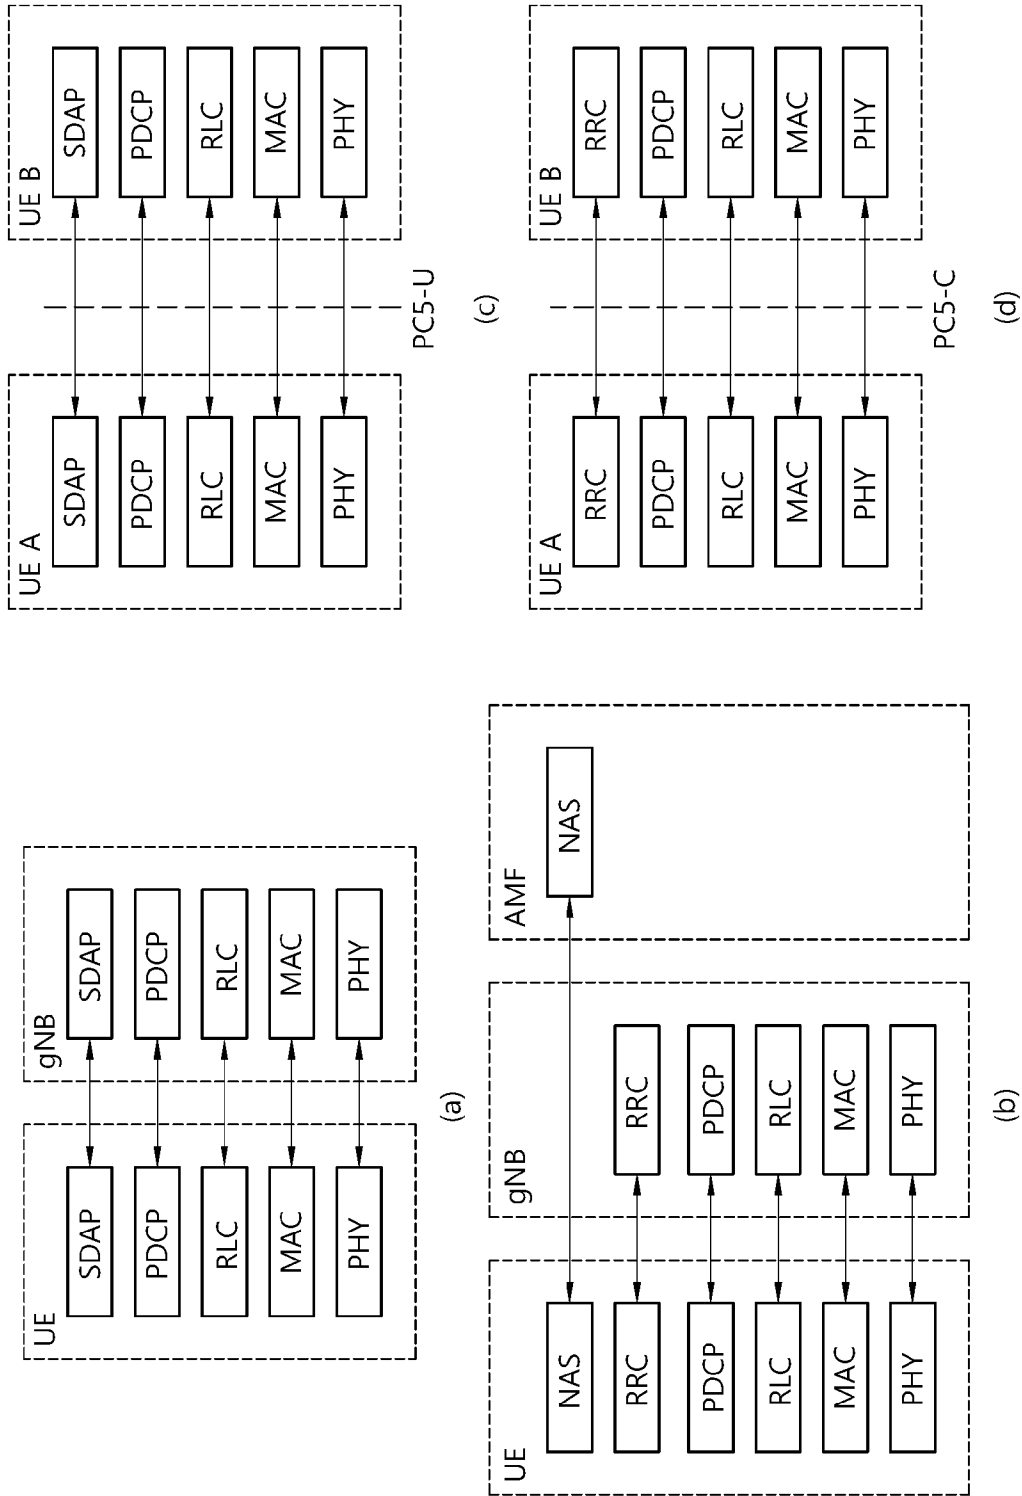 UE
SDAP
PDCP
RLC
MAC
PHY
gNB
SDAP
PDCP
RLC
MAC
PHY
(a)
UE
NAS
RRC
PDCP
RLC
MAC
PHY
gNB
RRC
PDCP
RLC
MAC
PHY
AMF
NAS
(b)
UE A
SDAP
PDCP
RLC
MAC
PHY
UE B
SDAP
PDCP
RLC
MAC
PHY
PC5-U
(c)
UE A
RRC
PDCP
RLC
MAC
PHY
UE B
RRC
PDCP
RLC
MAC
PHY
PC5-C
(d)